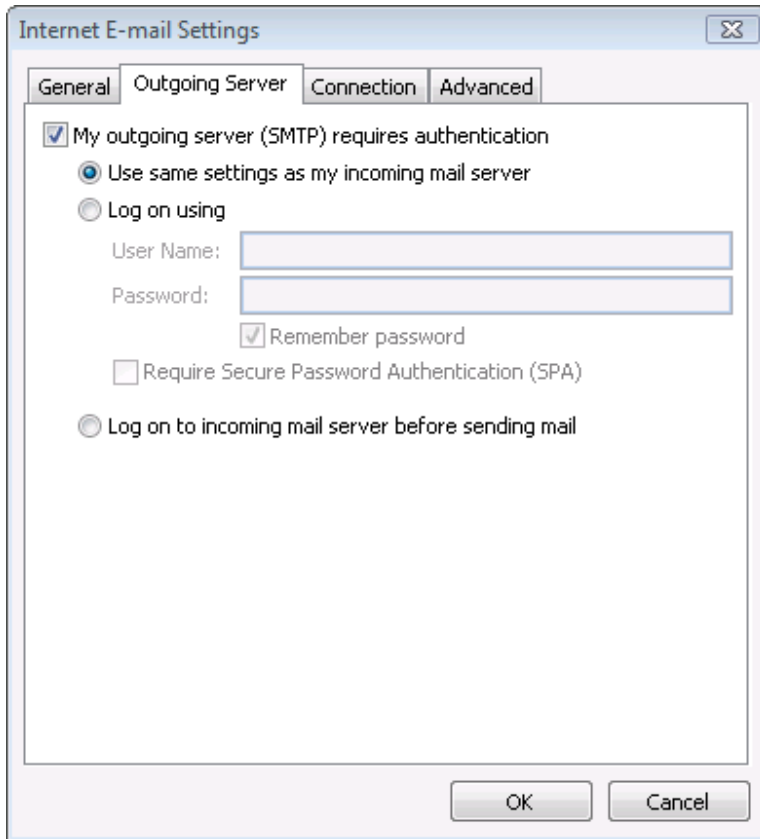 Internet E-mail Settings
General Outgoing Server Connection Advanced
My outgoing server (SMTP) requires authentication
Use same settings as my incoming mail server
Log on using
User Name:
Password:
Remember password
Require Secure Password Authentication (SPA)
Log on to incoming mail server before sending mail
OK Cancel